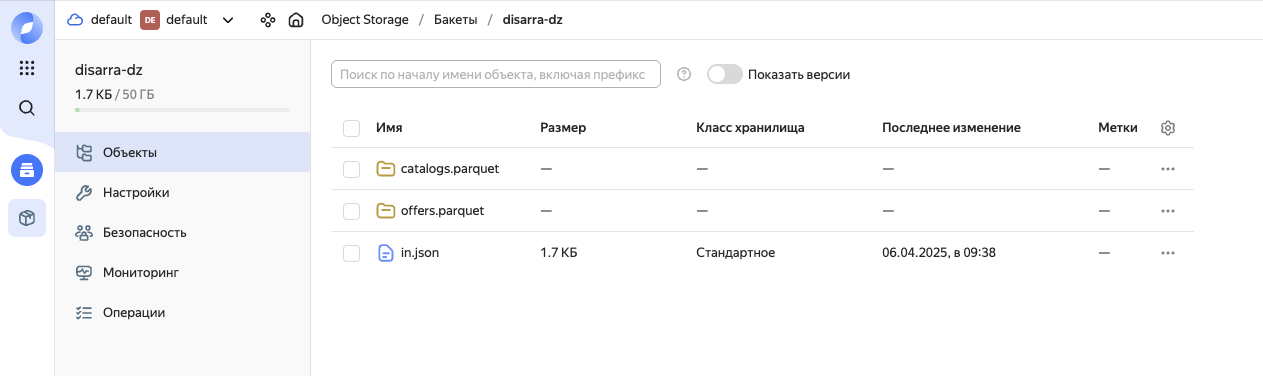 default DE default Object Storage / Бакеты / disarra-dz
disarra-dz
1.7 КБ / 50 ГБ
Объекты
Настройки
Безопасность
Мониторинг
Операции
Поиск по началу имени объекта, включая префикс Показать версии
Имя Размер Класс хранилища Последнее изменение Метки
catalogs.parquet — — — —
offers.parquet — — — —
in.json 1.7 КБ Стандартное 06.04.2025, в 09:38 —